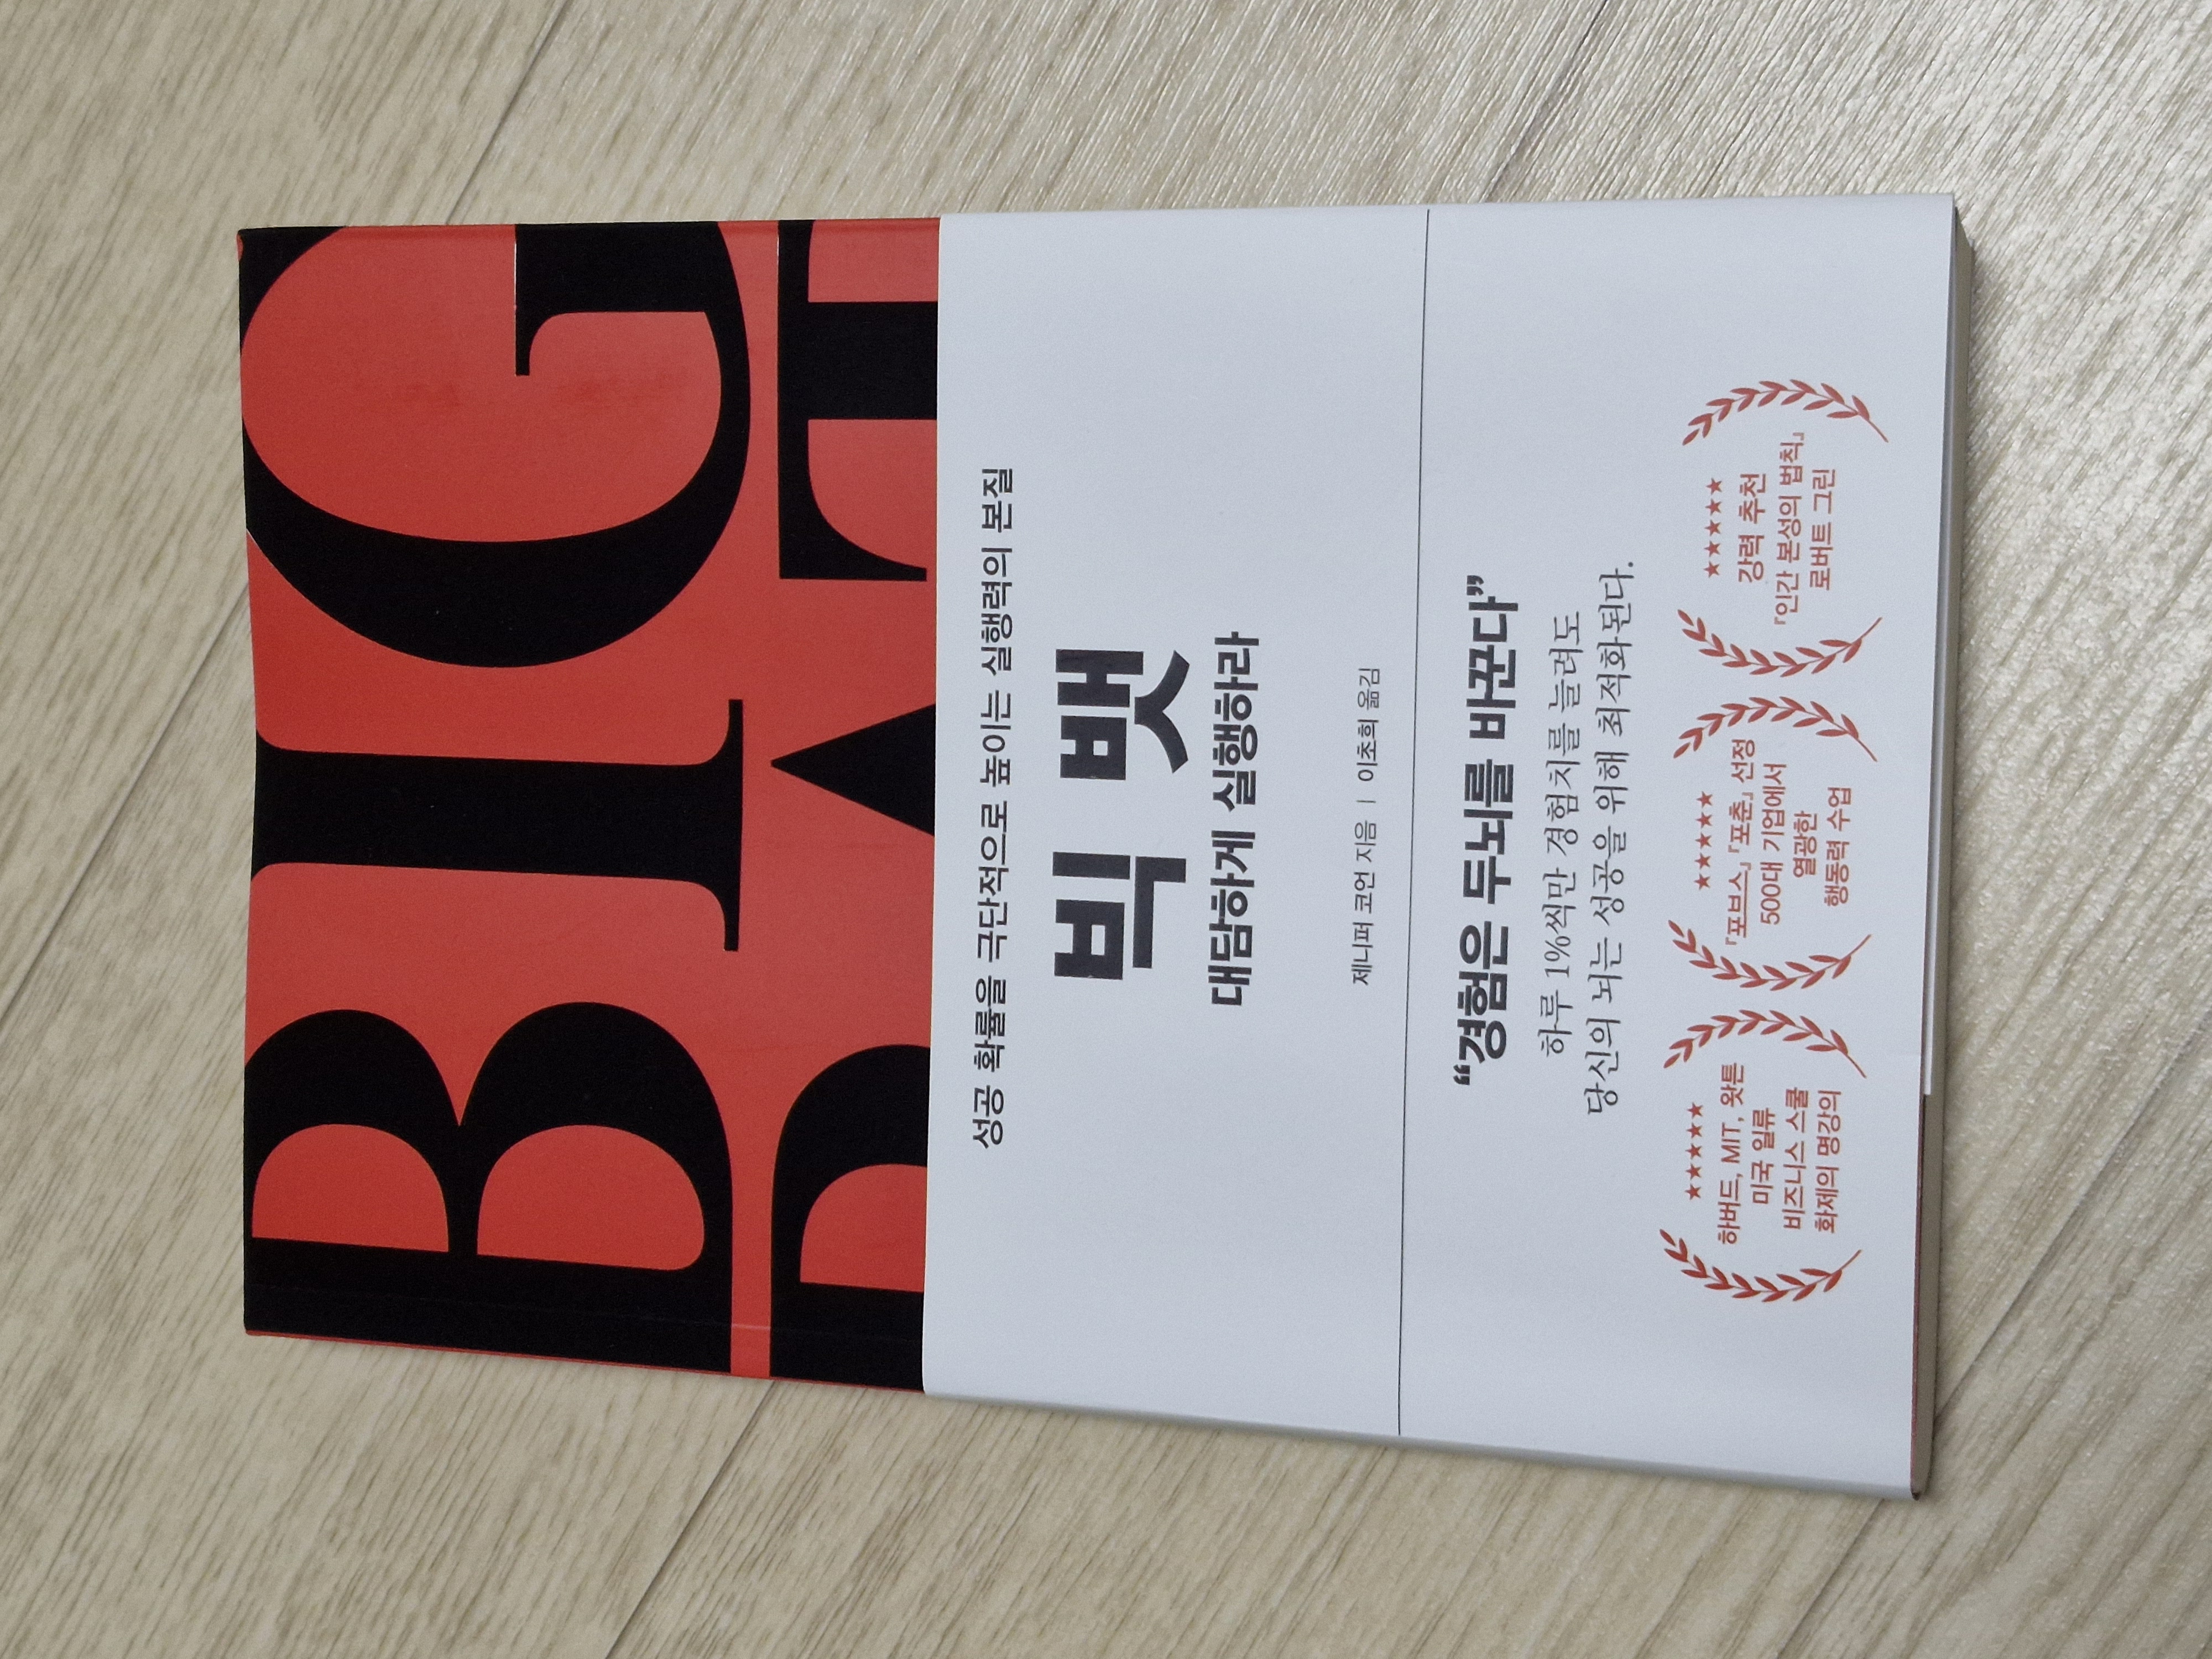 BIG
BAT
성공 확률을 극단적으로 높이는 실행력의 본질
빅 뱃
대담하게 실행하라
제니퍼 코언 지음 | 이초희 옮김
“경험은 두뇌를 바꾼다”
하루 1%씩만 경험치를 늘려도
당신의 뇌는 성공을 위해 최적화된다.
★★★★★
하버드, MIT, 왓튼
미국 일류
비즈니스 스쿨
화제의 명강의
★★★★★
『포브스』, 『포춘』 선정
500대 기업에서
열광한
행동력 수업
★★★★★
강력 추천
『인간 본성의 법칙』
로버트 그린